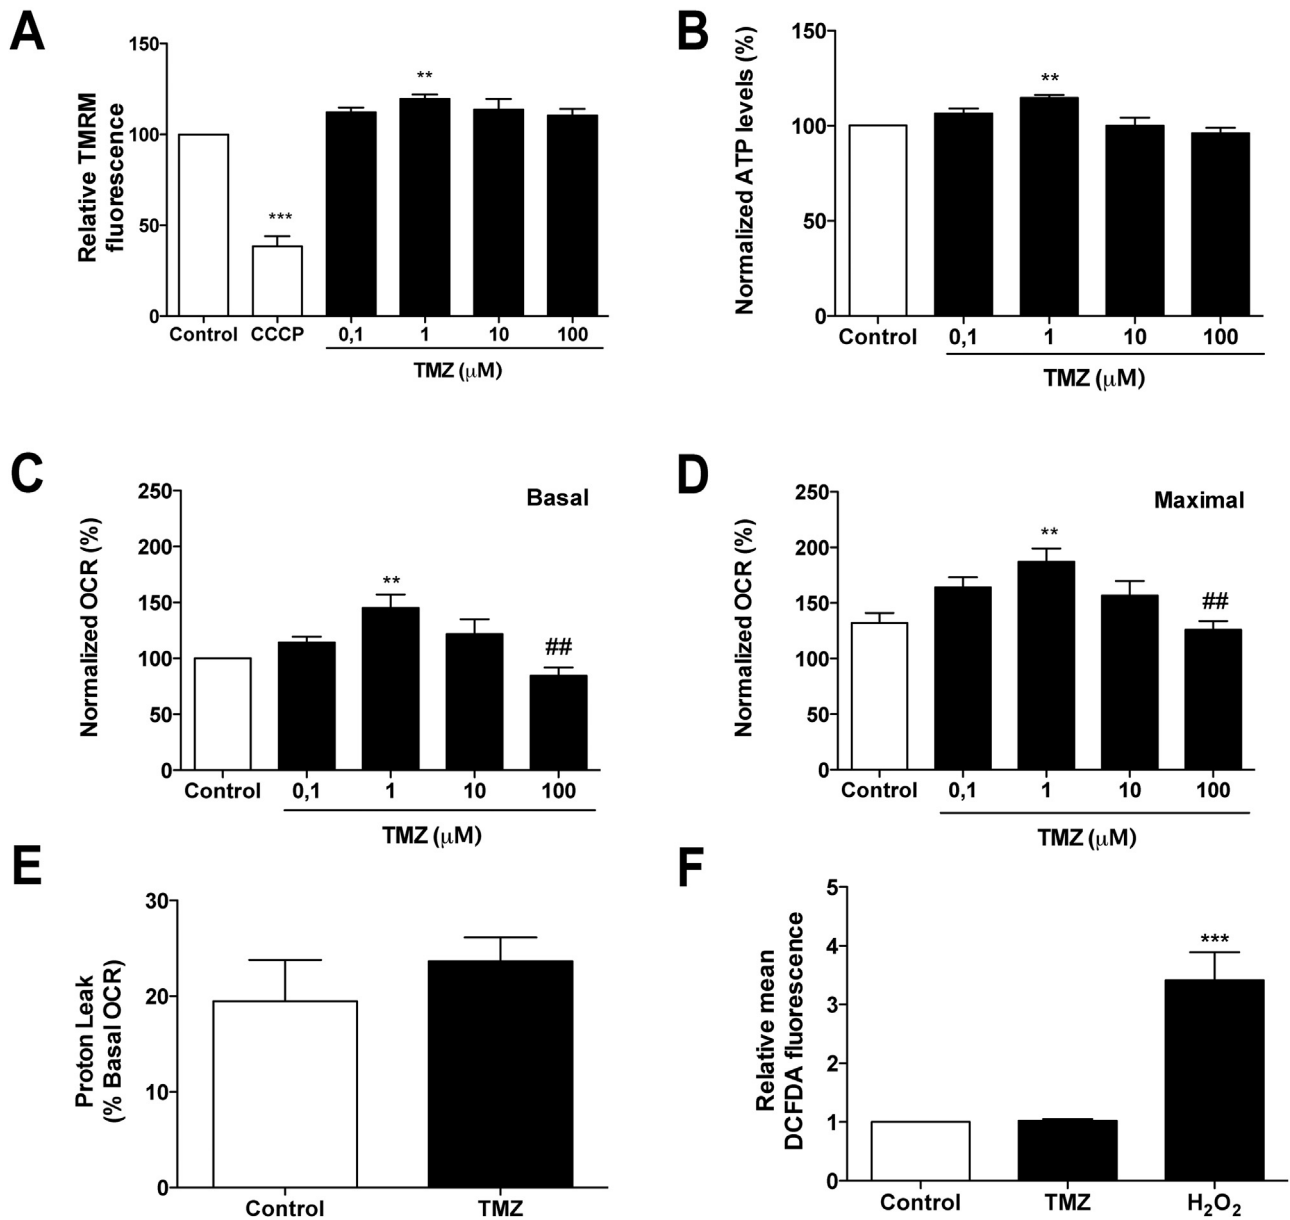 A
Relative TMRM
fluorescence
150
100
50
0
**
***
Control CCCP 0,1 1 10 100
TMZ (μM)
B
Normalized ATP levels (%)
150
100
50
0
**
Control 0,1 1 10 100
TMZ (μM)
C
Normalized OCR (%)
250
200
150
100
50
0
Basal
**
##
Control 0,1 1 10 100
TMZ (μM)
D
Normalized OCR (%)
250
200
150
100
50
0
Maximal
**
##
Control 0,1 1 10 100
TMZ (μM)
E
Proton Leak
(% Basal OCR)
30
20
10
0
Control TMZ
F
Relative mean
DCFDA fluorescence
5
4
3
2
1
0
***
Control TMZ H₂O₂